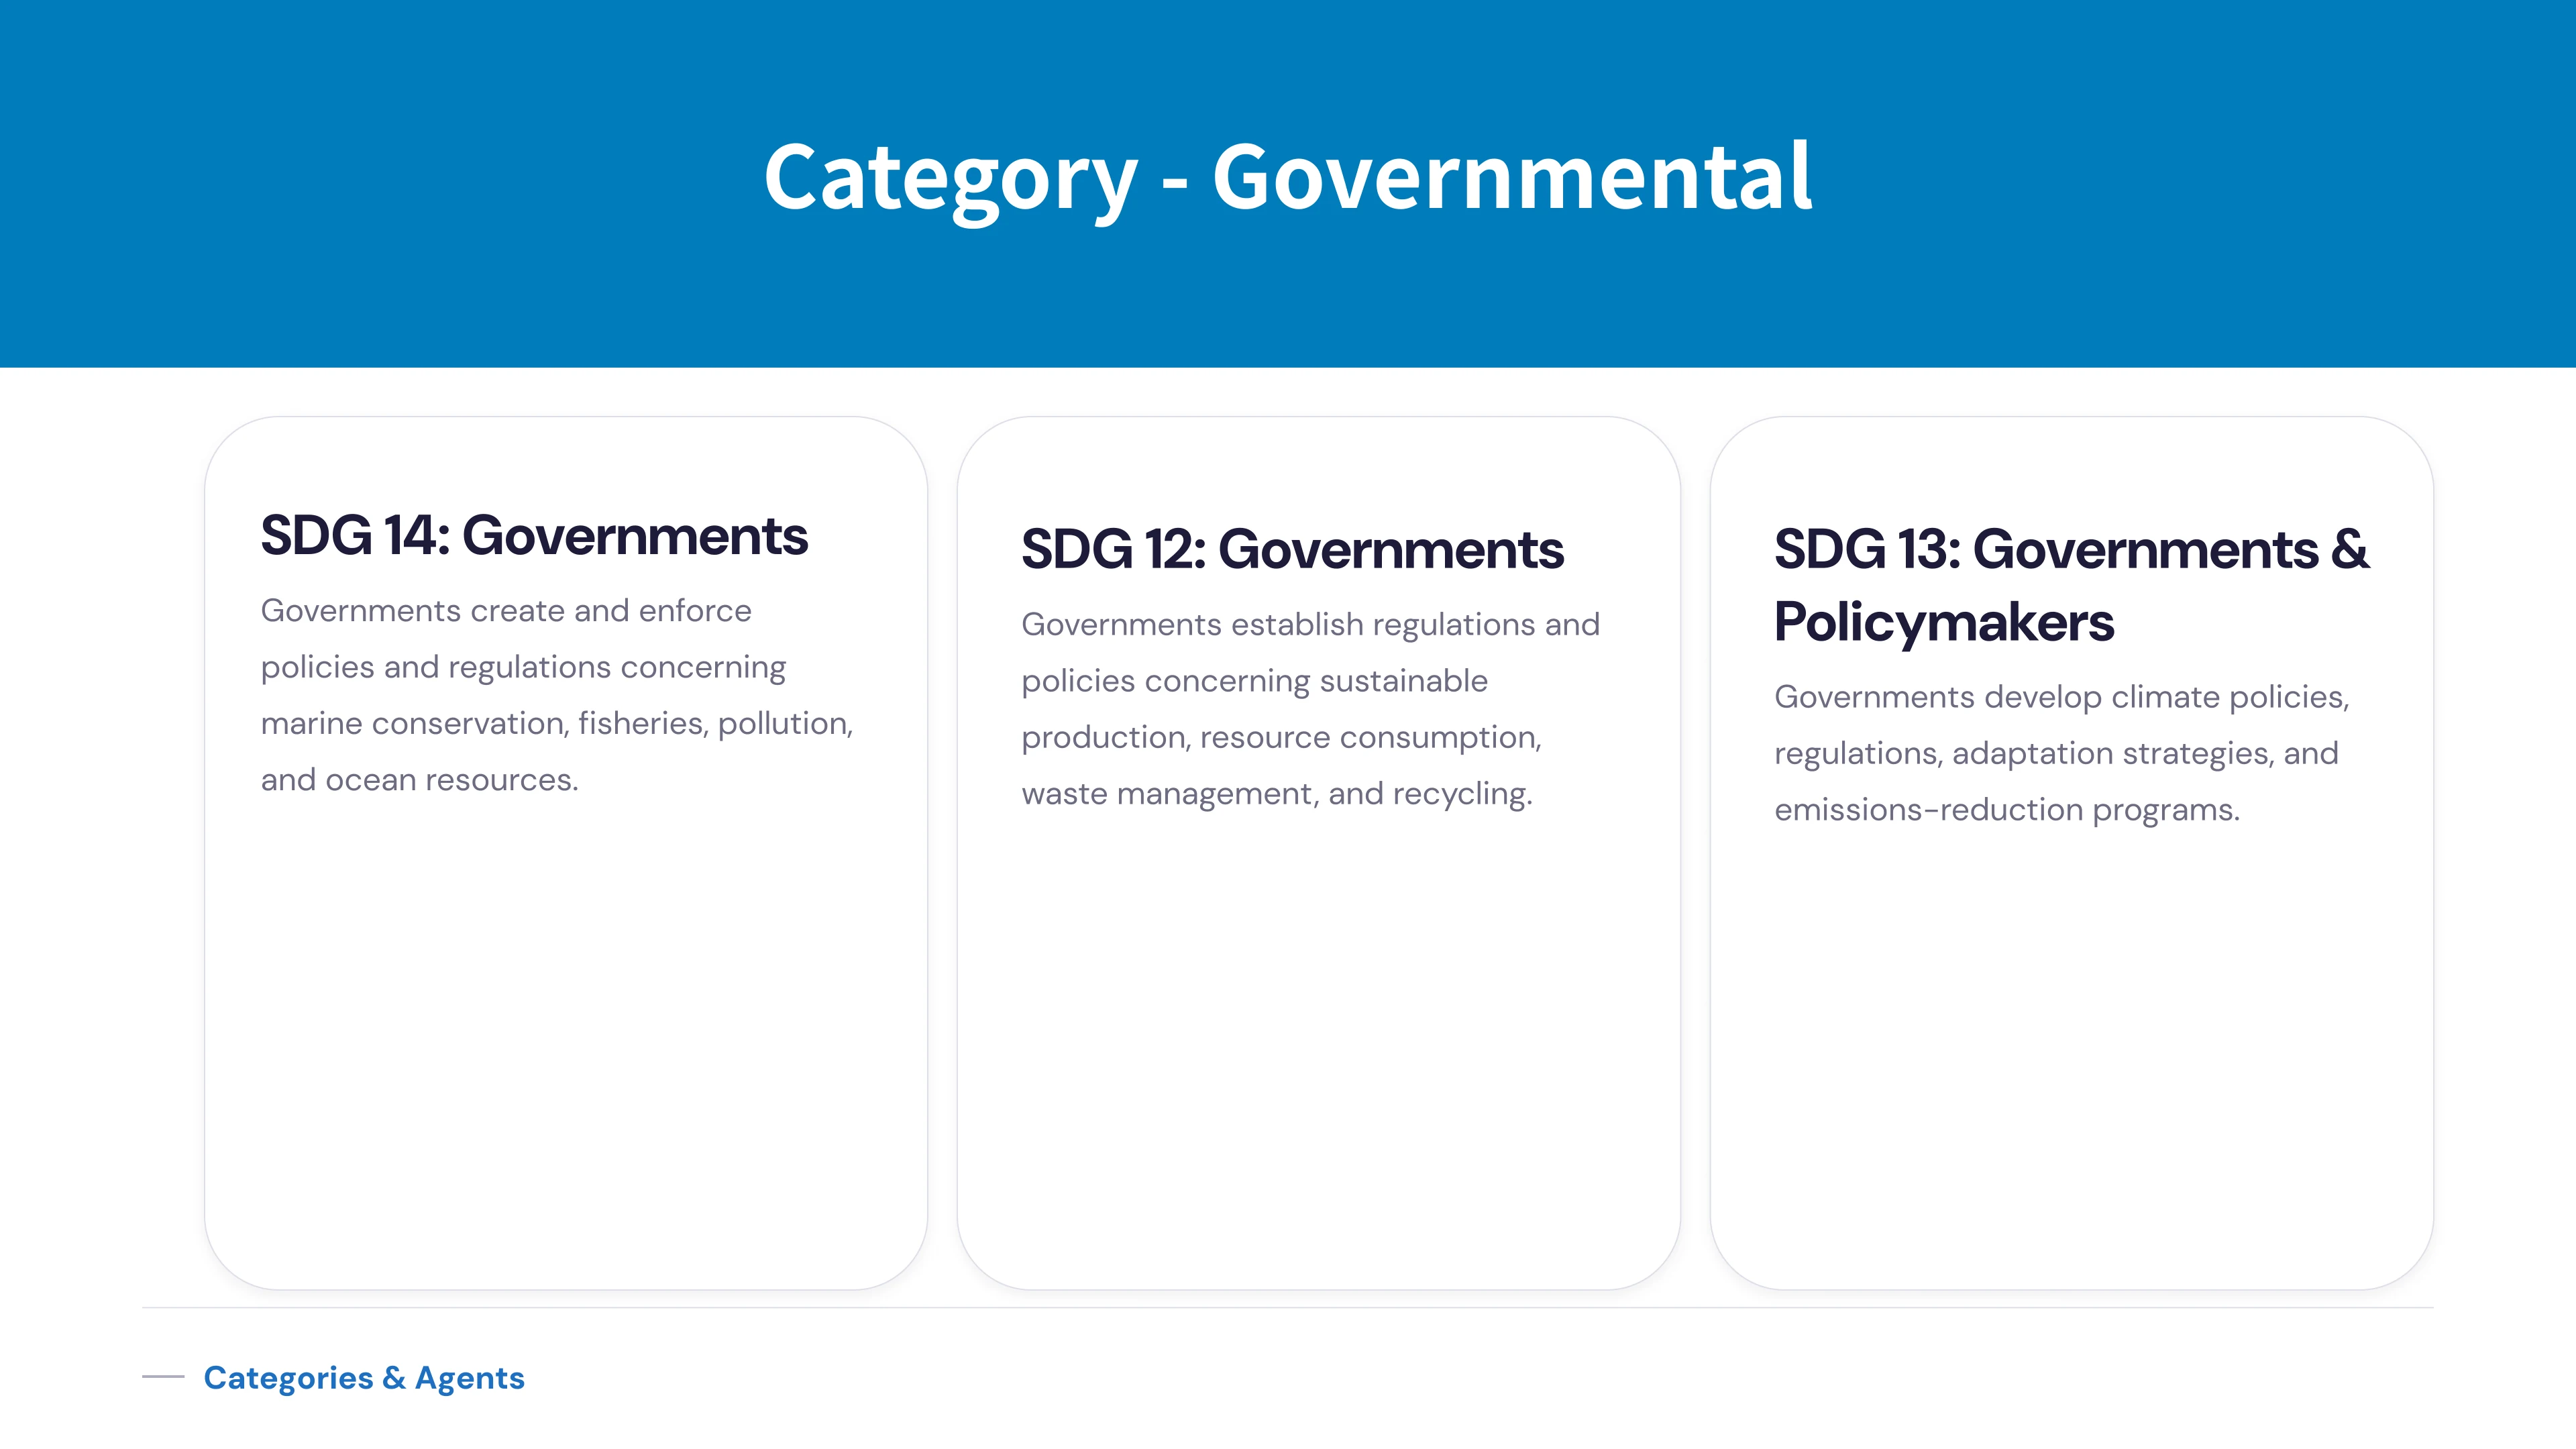 Category - Governmental
SDG 14: Governments
Governments create and enforce
policies and regulations concerning
marine conservation, fisheries, pollution,
and ocean resources.
SDG 12: Governments
Governments establish regulations and
policies concerning sustainable
production, resource consumption,
waste management, and recycling.
SDG 13: Governments &
Policymakers
Governments develop climate policies,
regulations, adaptation strategies, and
emissions-reduction programs.
Categories & Agents